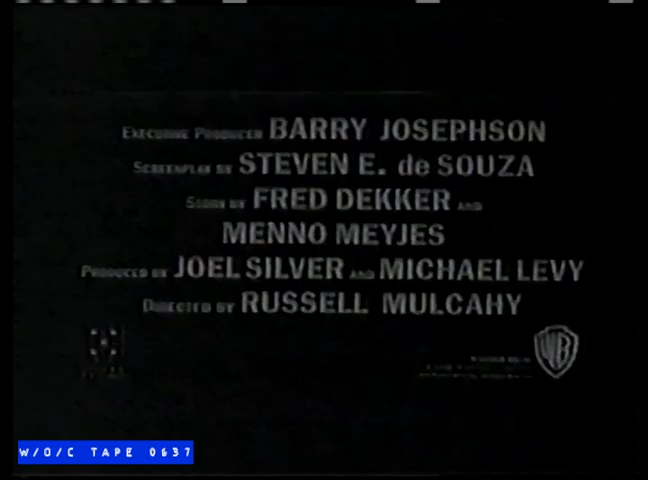 EXECUTIVE PRODUCER BARRY JOSEPHSON
SCREENPLAY BY STEVEN E. de SOUZA
STORY BY FRED DEKKER AND
MENNO MEYJES
PRODUCED BY JOEL SILVER AND MICHAEL LEVY
DIRECTED BY RUSSELL MULCAHY
WB
W/O/C TAPE 0637